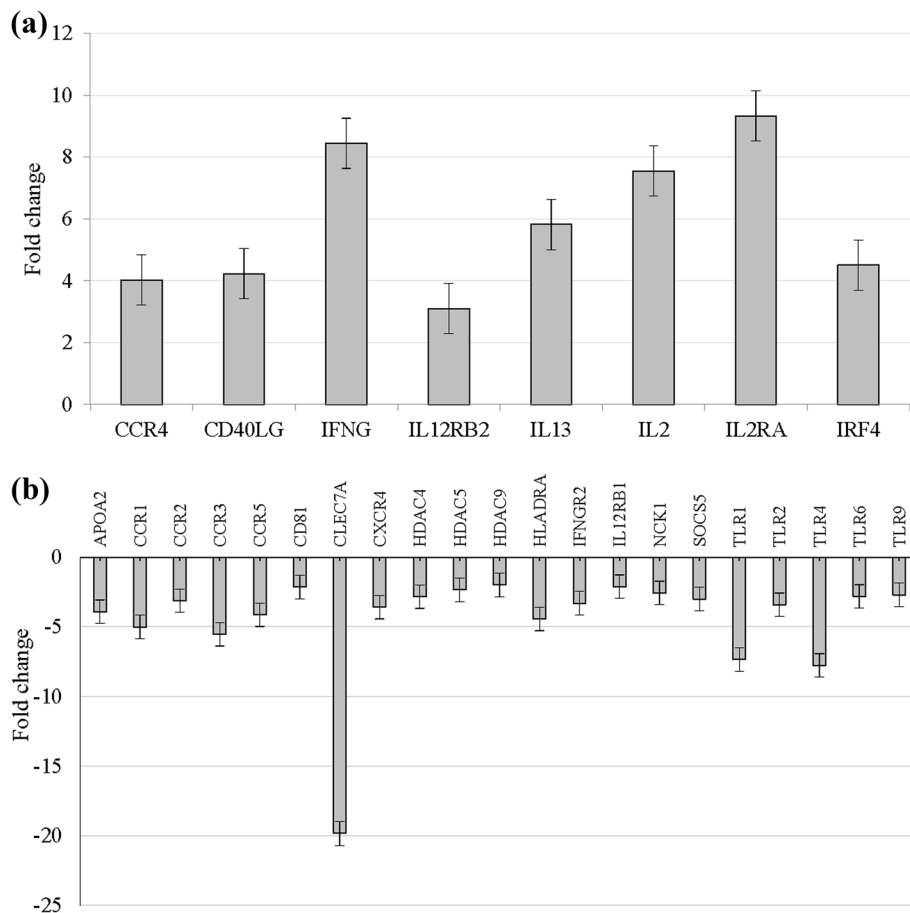 (a)
12
10
8
6
4
2
0
Fold change
CCR4 CD40LG IFNG IL12RB2 IL13 IL2 IL2RA IRF4
(b)
APOA2 CCR1 CCR2 CCR3 CCR5 CD81 CLEC7A CXCR4 HDAC4 HDAC5 HDAC9 HLADRA IFNGR2 IL12RB1 NCK1 SOCS5 TLR1 TLR2 TLR4 TLR6 TLR9
0
-5
-10
-15
-20
-25
Fold change